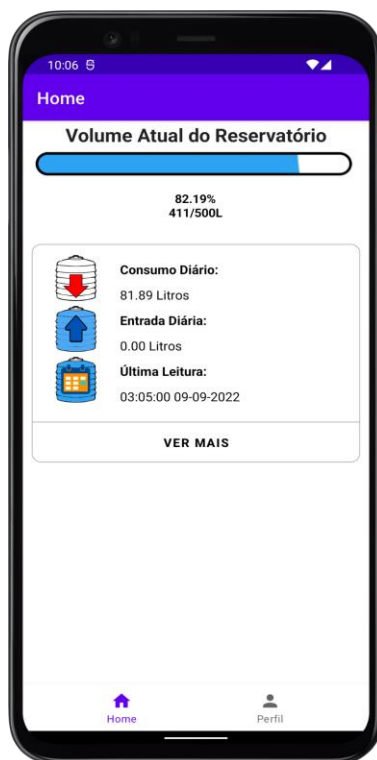 10:06
Home
Volume Atual do Reservatório
82.19%
411/500L
Consumo Diário:
81.89 Litros
Entrada Diária:
0.00 Litros
Última Leitura:
03:05:00 09-09-2022
VER MAIS
Home
Perfil